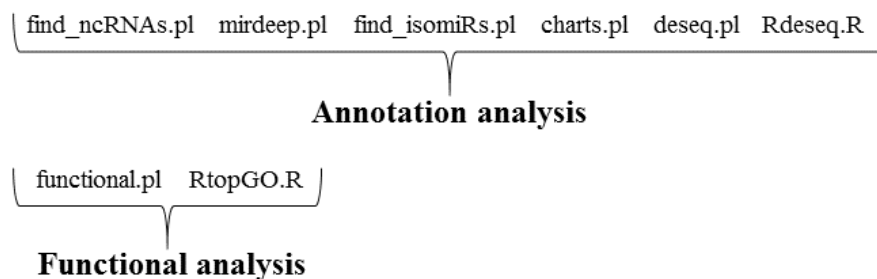 find_ncRNAs.pl mirdeep.pl find_isomiRs.pl charts.pl deseq.pl Rdeseq.R
Annotation analysis
functional.pl RtopGO.R
Functional analysis